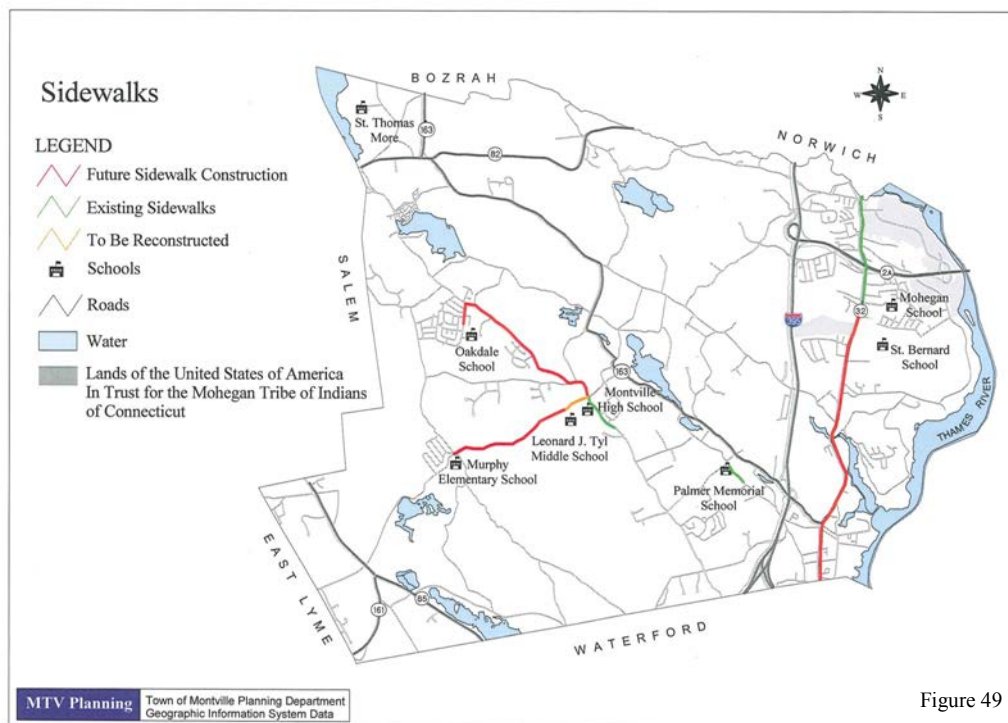 Sidewalks
LEGEND
Future Sidewalk Construction
Existing Sidewalks
To Be Reconstructed
Schools
Roads
Water
Lands of the United States of America
In Trust for the Mohegan Tribe of Indians
of Connecticut
BOZRAH
N
W E
S
St. Thomas
More
163
82
NORWICH
SALEM
2A
Mohegan
School
32
395
St. Bernard
School
Oakdale
School
163
Montville
High School
THAMES RIVER
Leonard J. Tyl
Middle School
Murphy
Elementary School
Palmer Memorial
School
EAST LYME
161
85
WATERFORD
MTV Planning
Town of Montville Planning Department
Geographic Information System Data
Figure 49